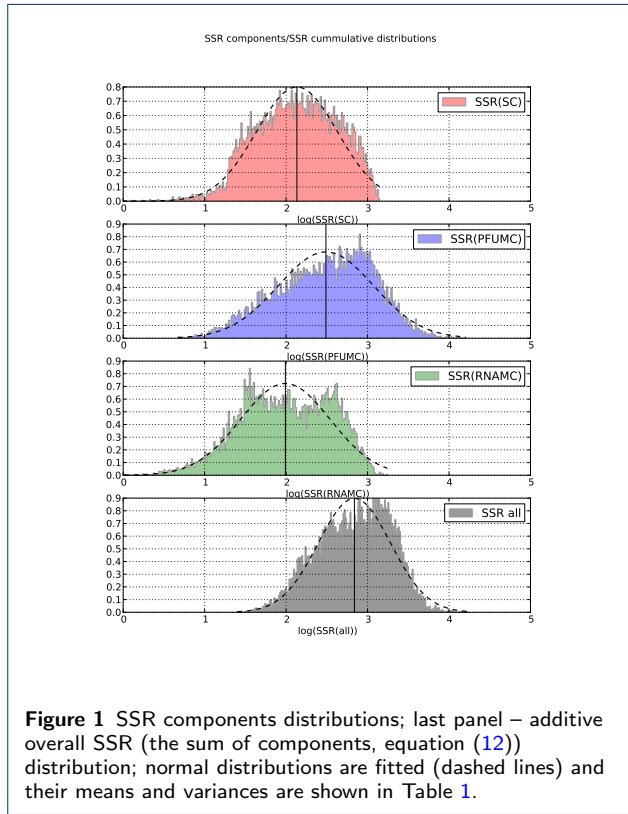 SSR components/SSR cummulative distributions
0.8
0.7
0.6
0.5
0.4
0.3
0.2
0.1
0.0
SSR(SC)
0 1 2 3 4 5
log(SSR(SC))
0.9
0.8
0.7
0.6
0.5
0.4
0.3
0.2
0.1
0.0
SSR(PFUMC)
0 1 2 3 4 5
log(SSR(PFUMC))
0.9
0.8
0.7
0.6
0.5
0.4
0.3
0.2
0.1
0.0
SSR(RNAMC)
0 1 2 3 4 5
log(SSR(RNAMC))
0.9
0.8
0.7
0.6
0.5
0.4
0.3
0.2
0.1
0.0
SSR all
0 1 2 3 4 5
log(SSR(all))
Figure 1 SSR components distributions; last panel – additive
overall SSR (the sum of components, equation (12))
distribution; normal distributions are fitted (dashed lines) and
their means and variances are shown in Table 1.